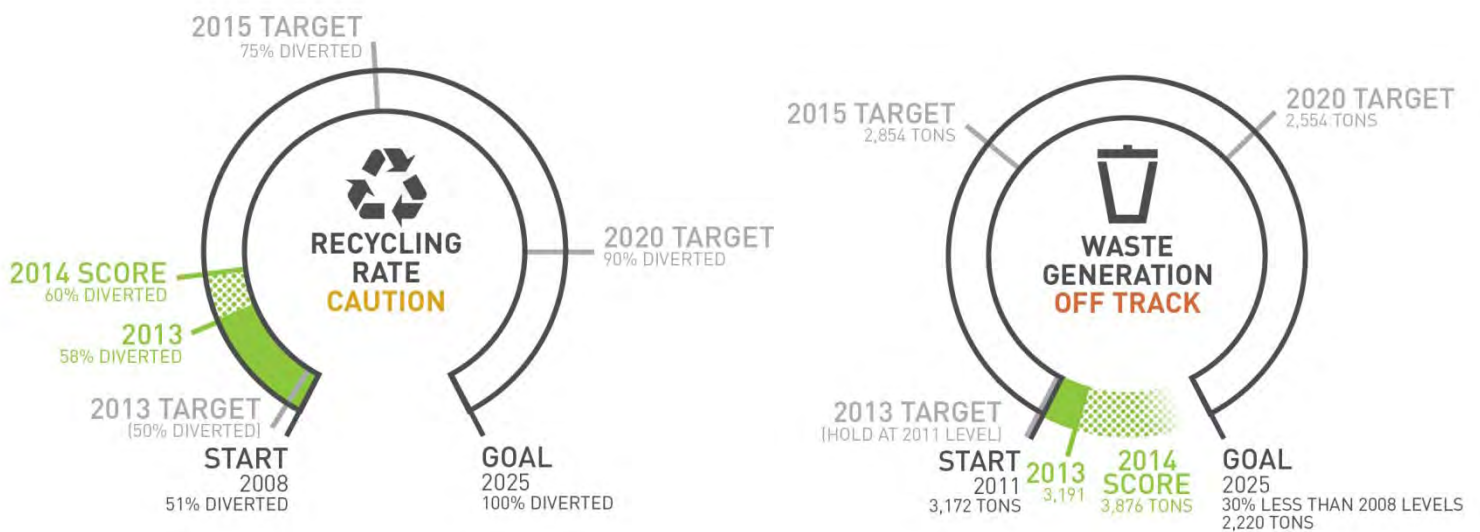 2015 TARGET
75% DIVERTED
RECYCLING
RATE
CAUTION
2020 TARGET
90% DIVERTED
2014 SCORE
60% DIVERTED
2013
58% DIVERTED
2013 TARGET
(50% DIVERTED)
START
2008
51% DIVERTED
GOAL
2025
100% DIVERTED
2015 TARGET
2,854 TONS
2020 TARGET
2,554 TONS
WASTE
GENERATION
OFF TRACK
2013 TARGET
(HOLD AT 2011 LEVEL)
START
2011
3,172 TONS
2013
3,191
2014
SCORE
3,876 TONS
GOAL
2025
30% LESS THAN 2008 LEVELS
2,220 TONS